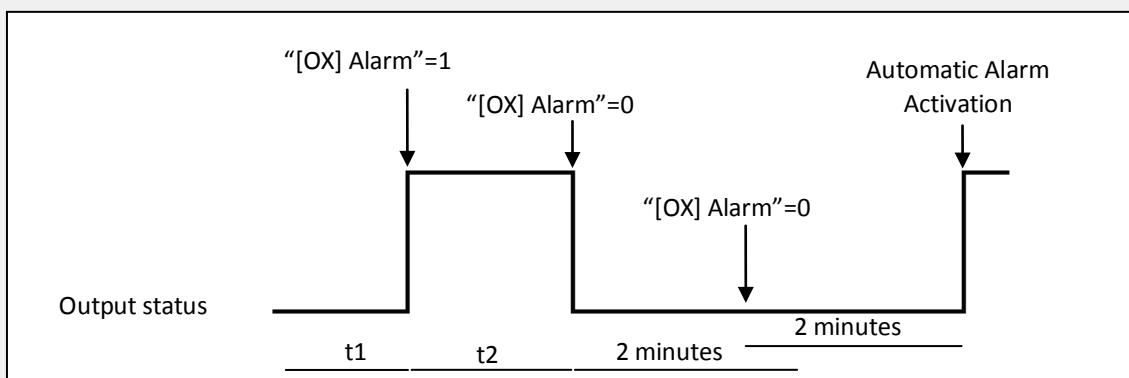 “[OX] Alarm”=1
“[OX] Alarm”=0
Automatic Alarm
Activation
“[OX] Alarm”=0
Output status
2 minutes
t1
t2
2 minutes